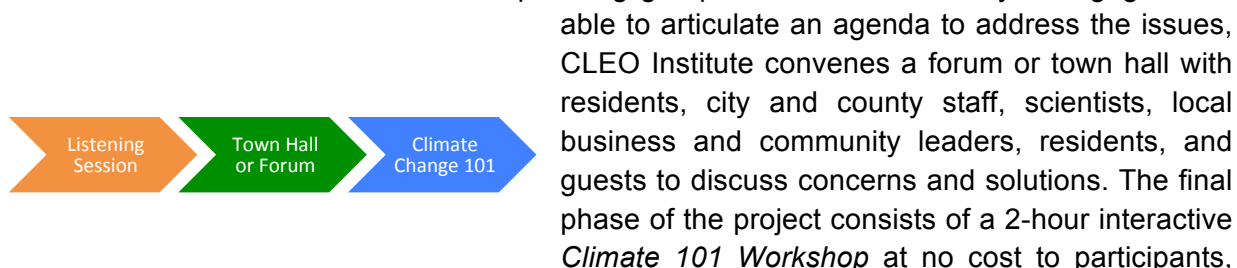 able to articulate an agenda to address the issues,
CLEO Institute convenes a forum or town hall with
residents, city and county staff, scientists, local
business and community leaders, residents, and
guests to discuss concerns and solutions. The final
phase of the project consists of a 2-hour interactive
Climate 101 Workshop at no cost to participants,
Listening
Session
Town Hall
or Forum
Climate
Change 101